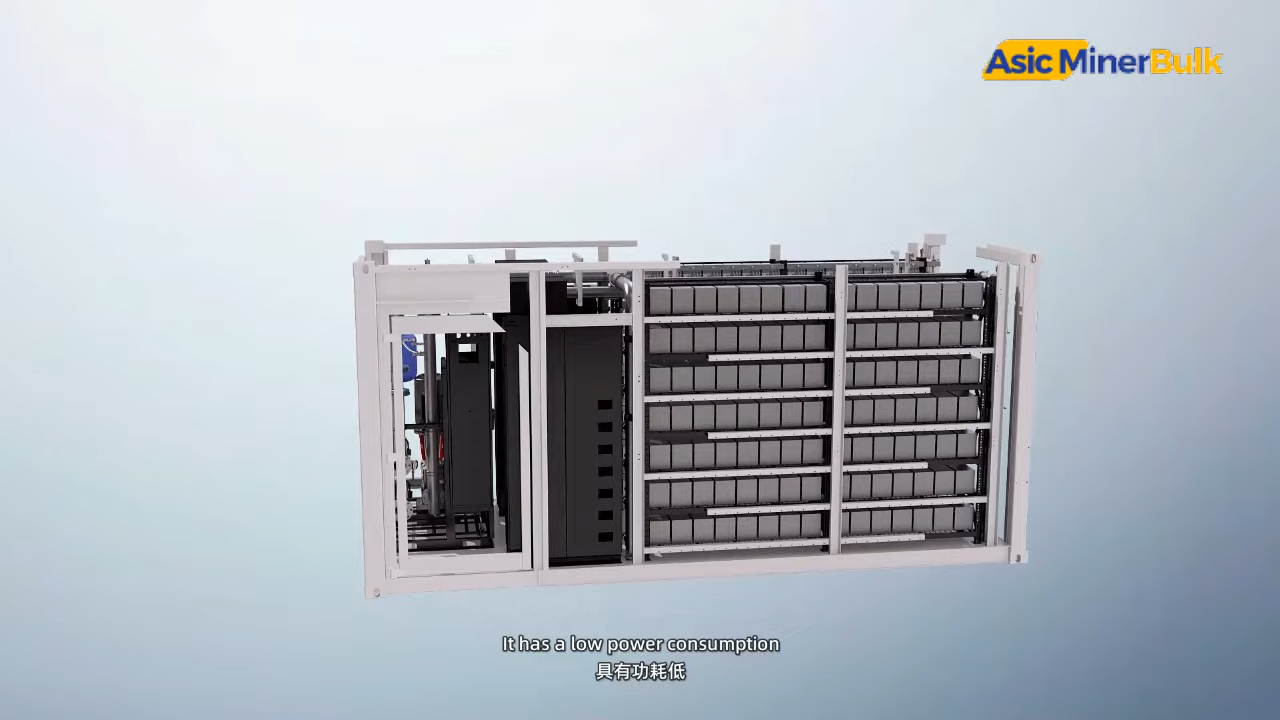 Asic MinerBulk
It has a low power consumption
具有功耗低